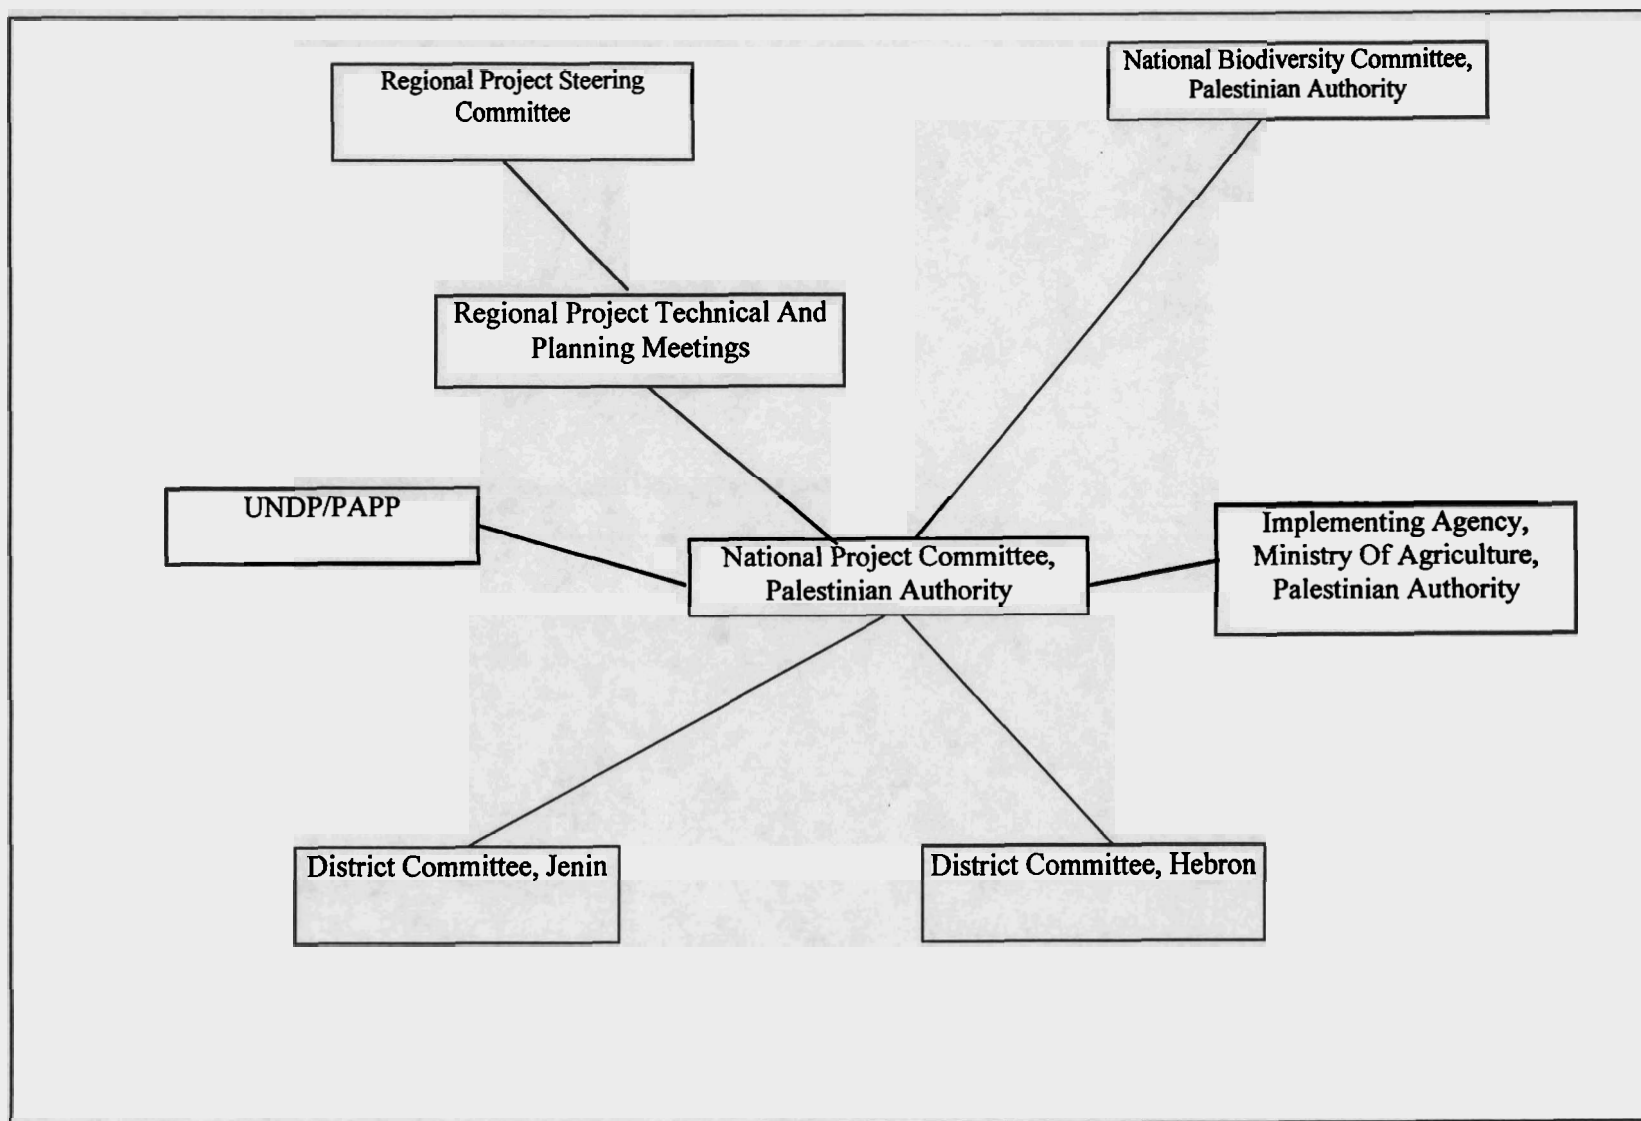 Regional Project Steering
Committee
National Biodiversity Committee,
Palestinian Authority
Regional Project Technical And
Planning Meetings
UNDP/PAPP
National Project Committee,
Palestinian Authority
Implementing Agency,
Ministry Of Agriculture,
Palestinian Authority
District Committee, Jenin
District Committee, Hebron